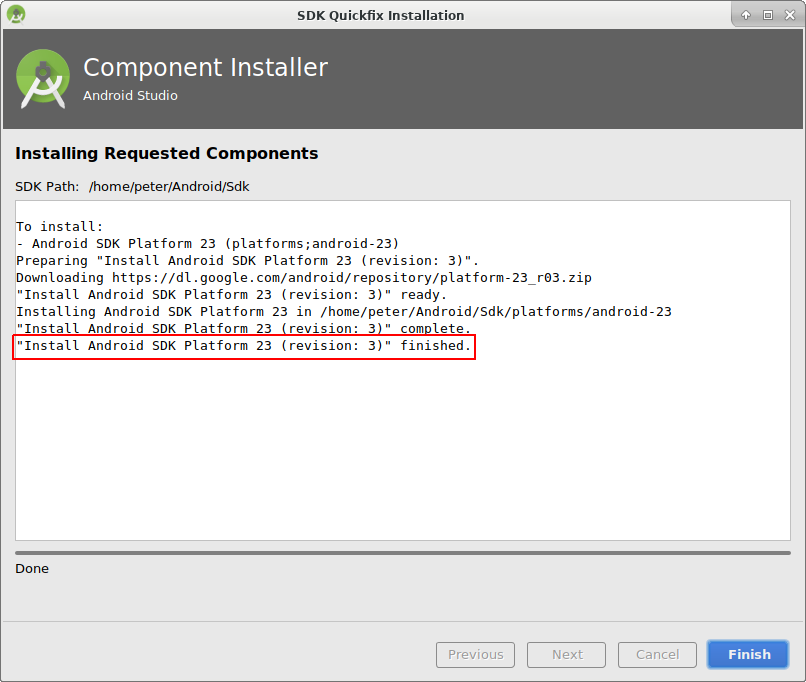 SDK Quickfix Installation
Component Installer
Android Studio
Installing Requested Components
SDK Path: /home/peter/Android/Sdk
To install:
- Android SDK Platform 23 (platforms;android-23)
Preparing "Install Android SDK Platform 23 (revision: 3)".
Downloading https://dl.google.com/android/repository/platform-23_r03.zip
"Install Android SDK Platform 23 (revision: 3)" ready.
Installing Android SDK Platform 23 in /home/peter/Android/Sdk/platforms/android-23
"Install Android SDK Platform 23 (revision: 3)" complete.
"Install Android SDK Platform 23 (revision: 3)" finished.
Done
Previous Next Cancel Finish